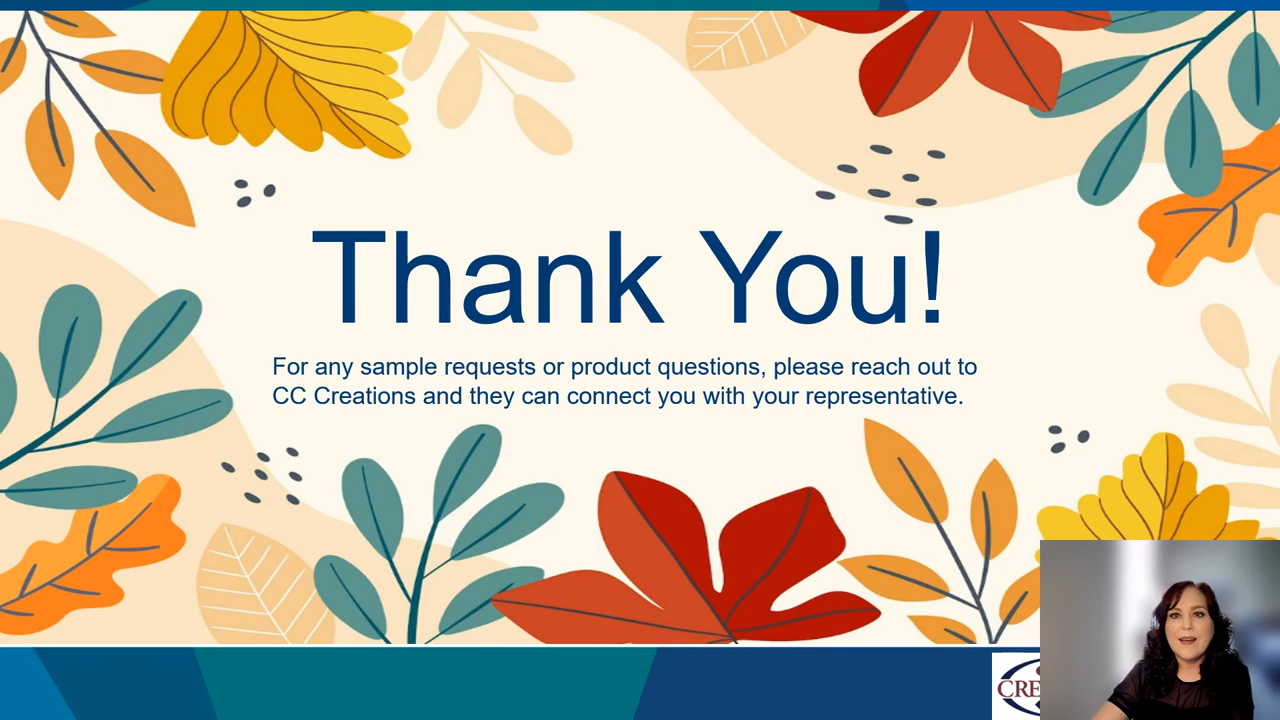 Thank You!
For any sample requests or product questions, please reach out to
CC Creations and they can connect you with your representative.
CRE